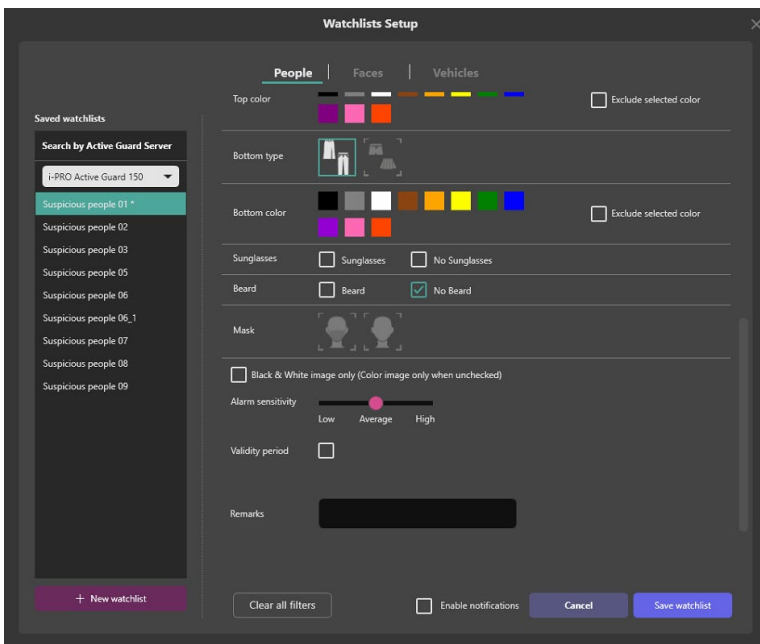 Watchlists Setup
People | Faces | Vehicles
Saved watchlists
Search by Active Guard Server
i-PRO Active Guard 150
Suspicious people 01 *
Suspicious people 02
Suspicious people 03
Suspicious people 05
Suspicious people 06
Suspicious people 06_1
Suspicious people 07
Suspicious people 08
Suspicious people 09
+ New watchlist
Top color
Exclude selected color
Bottom type
Bottom color
Exclude selected color
Sunglasses Sunglasses No Sunglasses
Beard Beard No Beard
Mask
Black & White image only (Color image only when unchecked)
Alarm sensitivity
Low Average High
Validity period
Remarks
Clear all filters Enable notifications Cancel Save watchlist